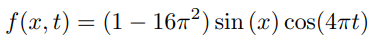 f(x, t) = (1 − 16π²) sin (x) cos(4πt)